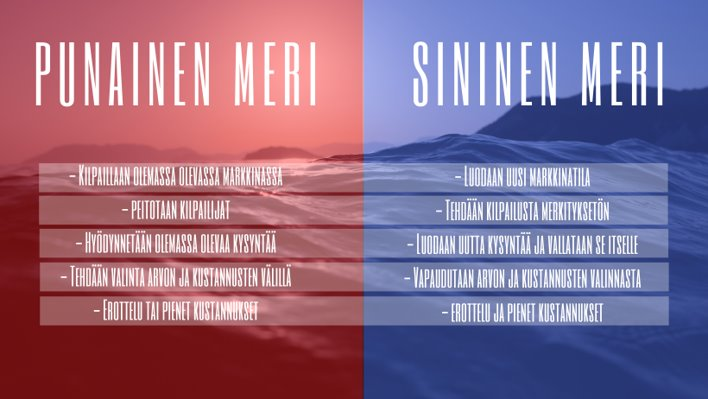 PUNAINEN MERI
– KILPAILLAAN OLEMASSA OLEVASSA MARKKINASSA
– PEITOTAAN KILPAILIJAT
– HYÖDYNNETÄÄN OLEMASSA OLEVAA KYSYNTÄÄ
– TEHDÄÄN VALINTA ARVON JA KUSTANNUSTEN VÄLILLÄ
– EROTTELU TAI PIENET KUSTANNUKSET
SININEN MERI
– LUODAAN UUSI MARKKINATILA
– TEHDÄÄN KILPAILUSTA MERKITYKSETÖN
– LUODAAN UUTTA KYSYNTÄÄ JA VALLATAAN SE ITSELLE
– VAPAUDUTAAN ARVON JA KUSTANNUSTEN VALINNASTA
– EROTTELU JA PIENET KUSTANNUKSET